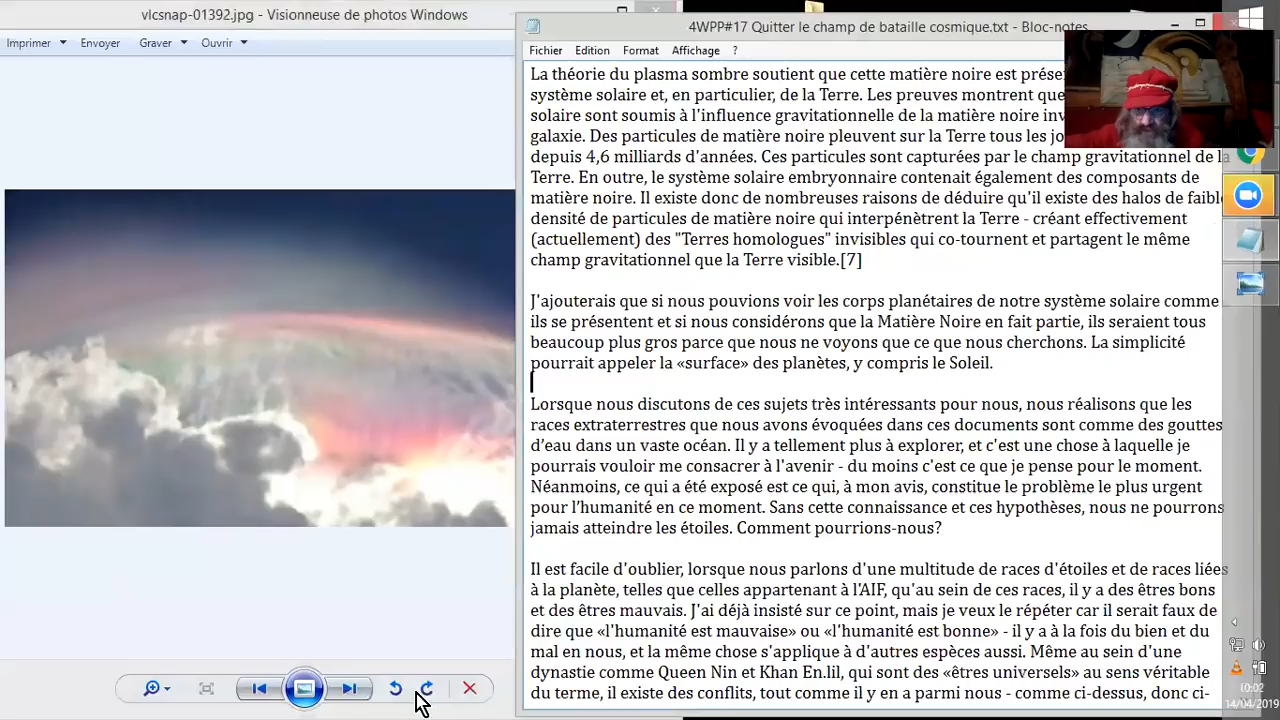 vlcsnap-01392.jpg - Visionneuse de photos Windows
Imprimer
Envoyer
Graver
Ouvrir
4WPP#17 Quitter le champ de bataille cosmique.txt - Bloc-notes
Fichier Edition Format Affichage ?
La théorie du plasma sombre soutient que cette matière noire est
système solaire et, en particulier, de la Terre. Les preuves montrent que
solaire sont soumis à l'influence gravitationnelle de la matière noire
galaxie. Des particules de matière noire pleuvent sur la Terre tous les
depuis 4,6 milliards d'années. Ces particules sont capturées par le champ gravitationnel de
Terre. En outre, le système solaire embryonnaire contenait également des composants de
matière noire. Il existe donc de nombreuses raisons de déduire qu'il existe des halos de faible
densité de particules de matière noire qui interpénètrent la Terre - créant effectivement
(actuellement) des "Terres homologues" invisibles qui co-tournent et partagent le même
champ gravitationnel que la Terre visible.[7]
J'ajouterais que si nous pouvions voir les corps planétaires de notre système solaire comme
ils se présentent et si nous considérons que la Matière Noire en fait partie, ils seraient tous
beaucoup plus gros parce que nous ne voyons que ce que nous cherchons. La simplicité
pourrait appeler la «surface» des planètes, y compris le Soleil.
Lorsque nous discutons de ces sujets très intéressants pour nous, nous réalisons que les
races extraterrestres que nous avons évoquées dans ces documents sont comme des gouttes
d’eau dans un vaste océan. Il y a tellement plus à explorer, et c'est une chose à laquelle je
pourrais vouloir me consacrer à l'avenir - du moins c'est ce que je pense pour le moment.
Néanmoins, ce qui a été exposé est ce qui, à mon avis, constitue le problème le plus urgent
pour l’humanité en ce moment. Sans cette connaissance et ces hypothèses, nous ne pourrons
jamais atteindre les étoiles. Comment pourrions-nous?
Il est facile d'oublier, lorsque nous parlons d'une multitude de races d'étoiles et de races liées
à la planète, telles que celles appartenant à l'AIF, qu'au sein de ces races, il y a des êtres bons
et des êtres mauvais. J'ai déjà insisté sur ce point, mais je veux le répéter car il serait faux de
dire que «l'humanité est mauvaise» ou «l'humanité est bonne» - il y a à la fois du bien et du
mal en nous, et la même chose s'applique à d'autres espèces aussi. Même au sein d'une
dynastie comme Queen Nin et Khan En.lil, qui sont des «êtres universels» au sens véritable
du terme, il existe des conflits, tout comme il y en a parmi nous - comme ci-dessus, donc ci-
00:02
14/04/2019